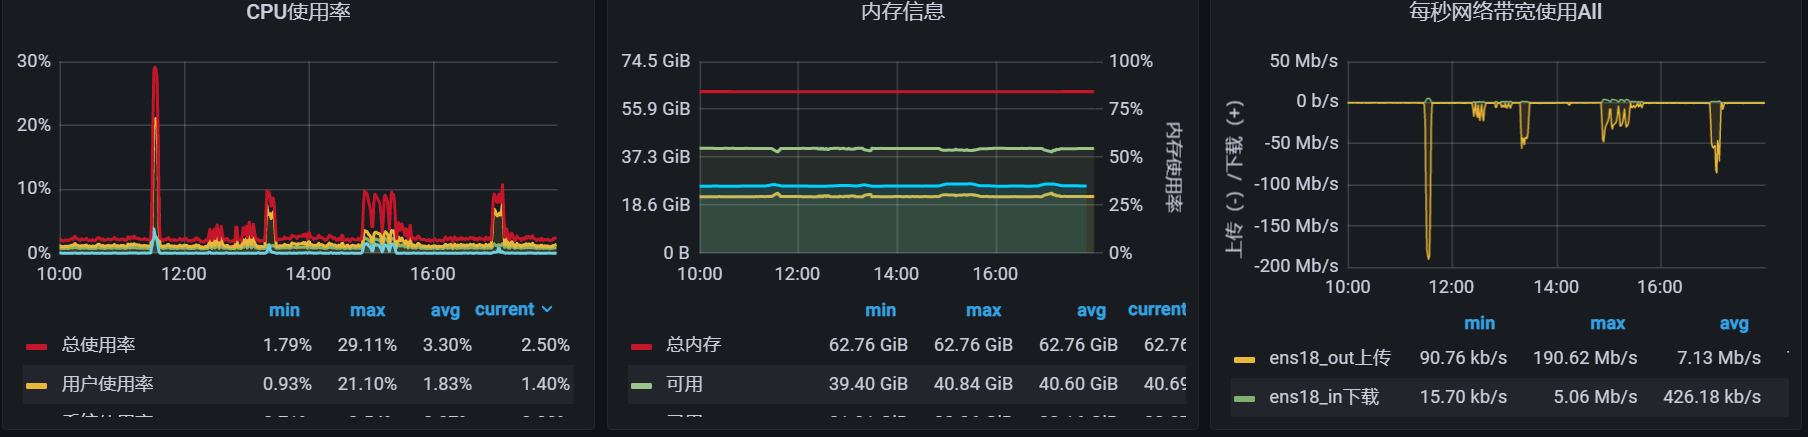 CPU使用率
30%
20%
10%
0%
10:00 12:00 14:00 16:00
min max avg current
总使用率 1.79% 29.11% 3.30% 2.50%
用户使用率 0.93% 21.10% 1.83% 1.40%
内存信息
74.5 GiB 100%
55.9 GiB 75%
37.3 GiB 50%
18.6 GiB 25%
0 B 0%
内存使用率
10:00 12:00 14:00 16:00
min max avg current
总内存 62.76 GiB 62.76 GiB 62.76 GiB 62.76
可用 39.40 GiB 40.84 GiB 40.60 GiB 40.69
每秒网络带宽使用All
上传（-）/下载（+）
50 Mb/s
0 b/s
-50 Mb/s
-100 Mb/s
-150 Mb/s
-200 Mb/s
10:00 12:00 14:00 16:00
min max avg
ens18_out上传 90.76 kb/s 190.62 Mb/s 7.13 Mb/s
ens18_in下载 15.70 kb/s 5.06 Mb/s 426.18 kb/s